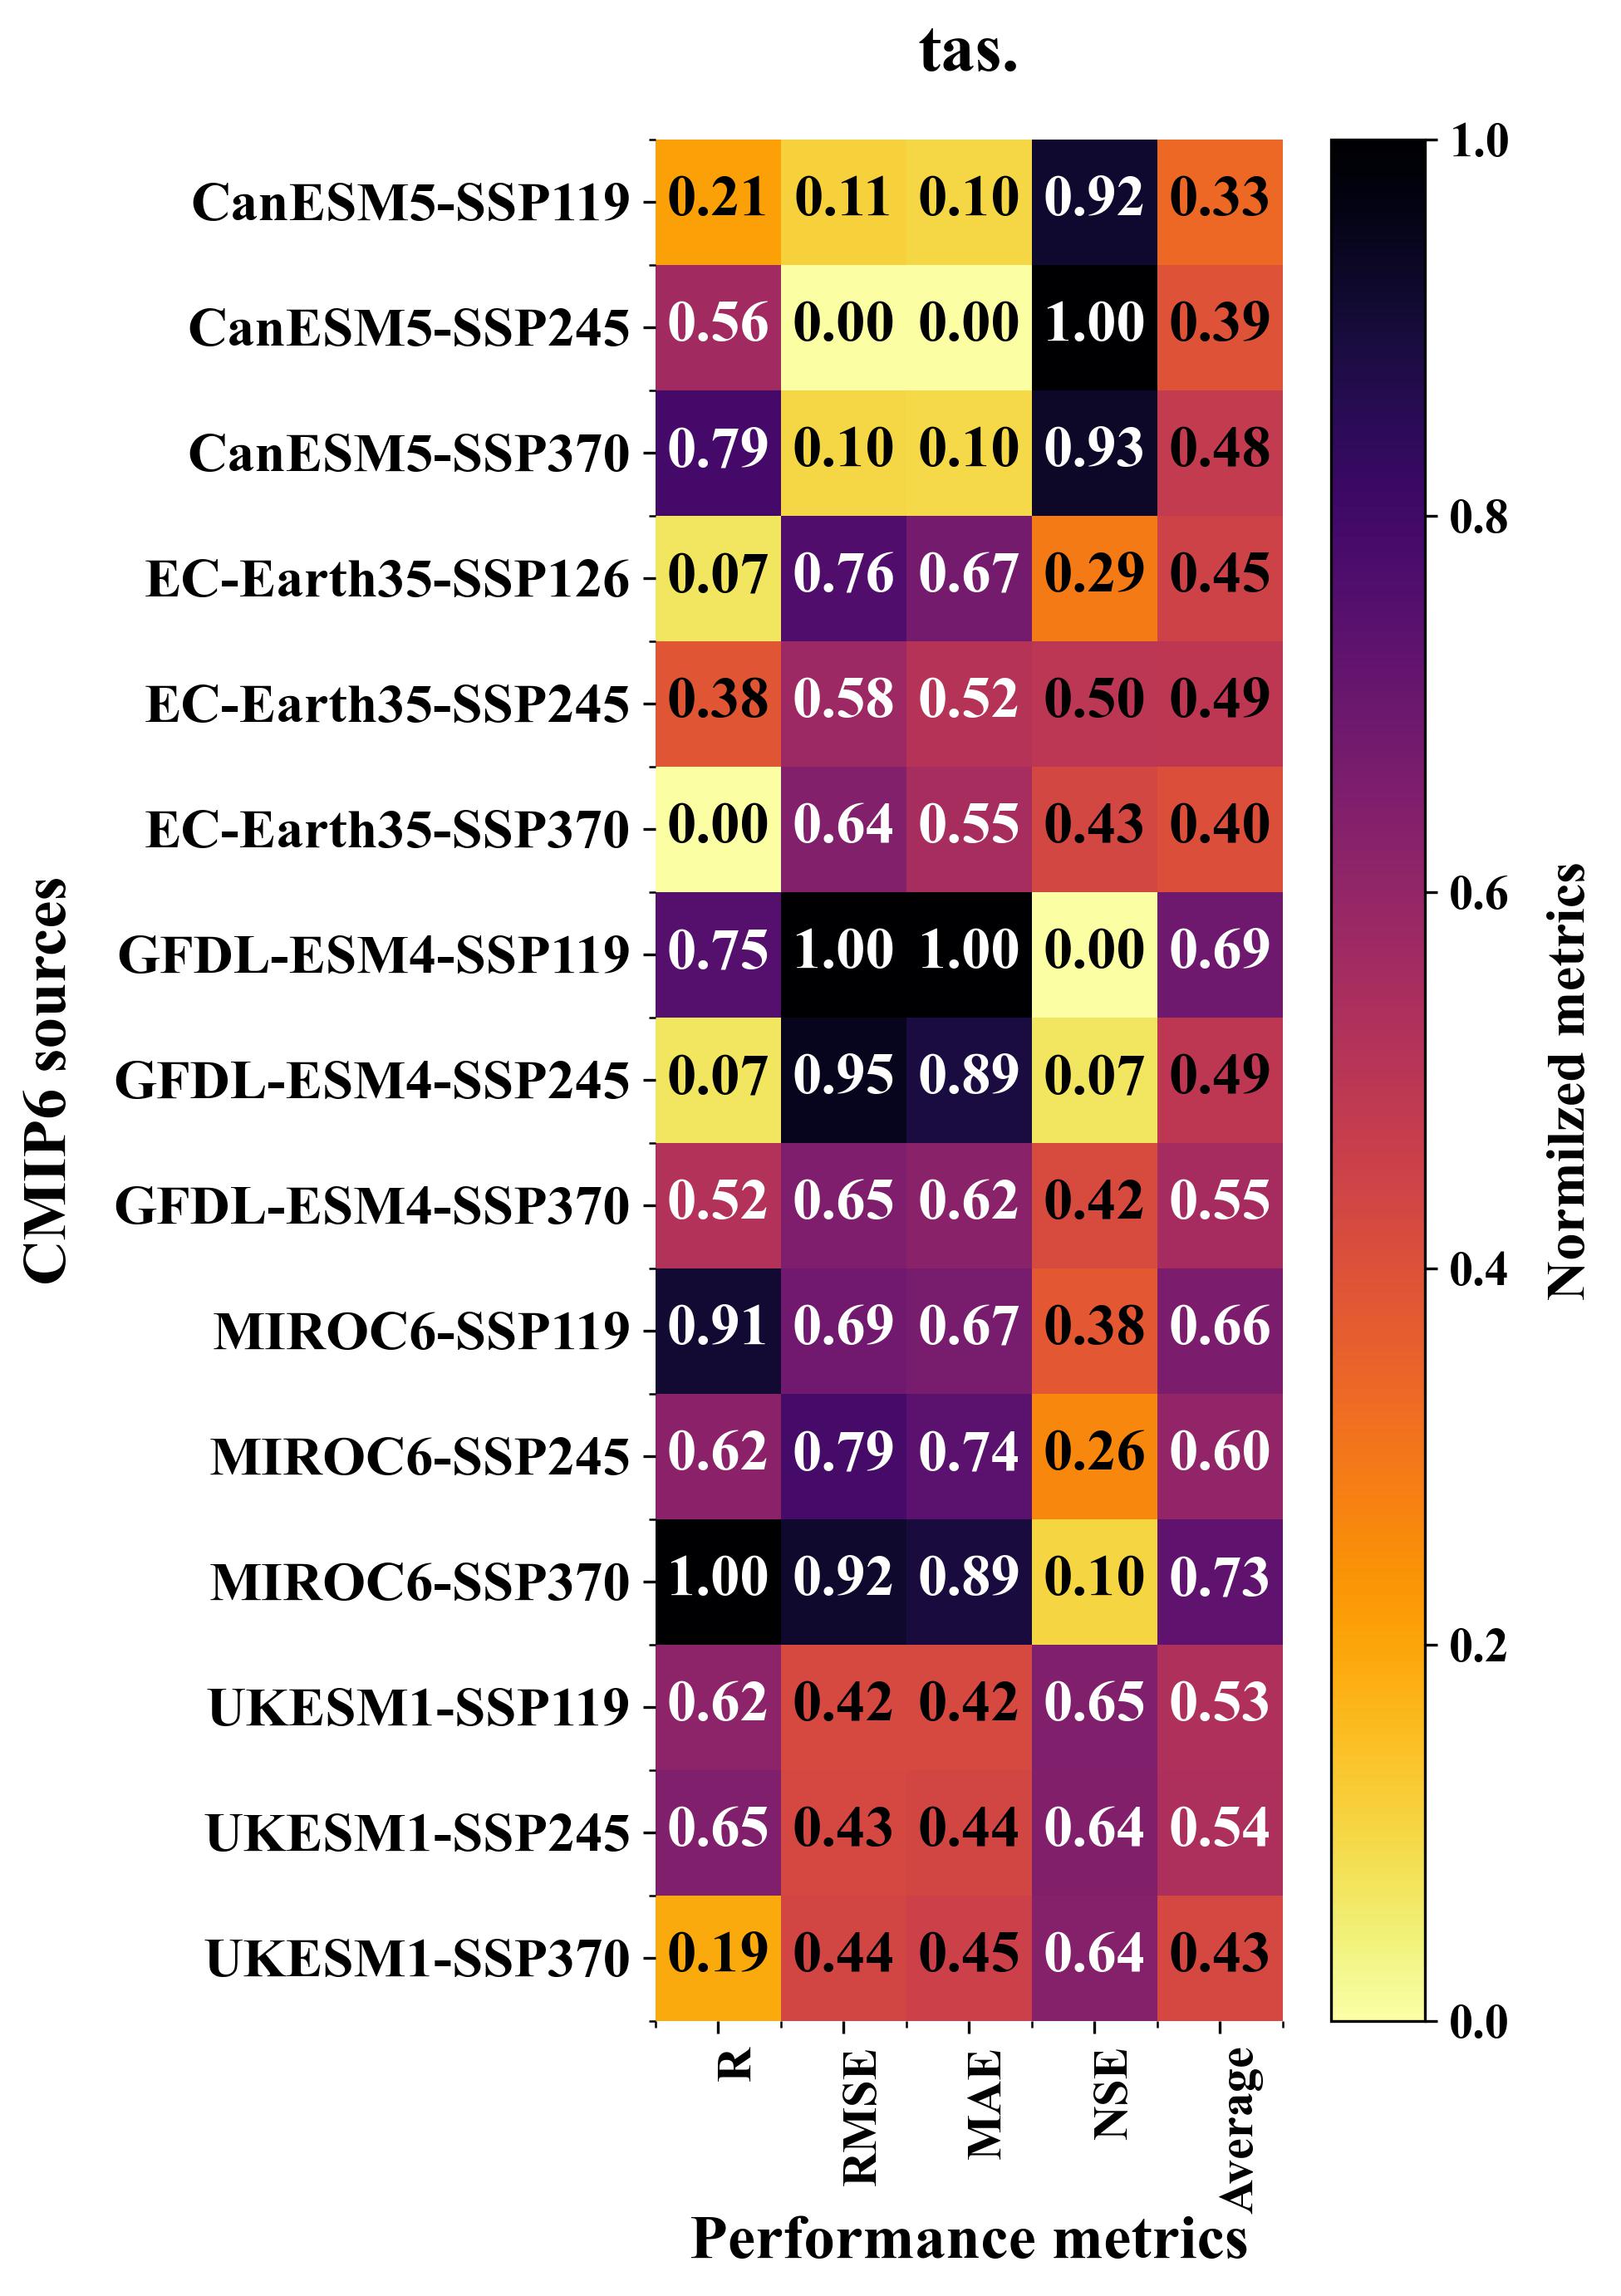 tas.
CanESM5-SSP119 0.21 0.11 0.10 0.92 0.33
CanESM5-SSP245 0.56 0.00 0.00 1.00 0.39
CanESM5-SSP370 0.79 0.10 0.10 0.93 0.48
EC-Earth35-SSP126 0.07 0.76 0.67 0.29 0.45
EC-Earth35-SSP245 0.38 0.58 0.52 0.50 0.49
EC-Earth35-SSP370 0.00 0.64 0.55 0.43 0.40
GFDL-ESM4-SSP119 0.75 1.00 1.00 0.00 0.69
GFDL-ESM4-SSP245 0.07 0.95 0.89 0.07 0.49
GFDL-ESM4-SSP370 0.52 0.65 0.62 0.42 0.55
MIROC6-SSP119 0.91 0.69 0.67 0.38 0.66
MIROC6-SSP245 0.62 0.79 0.74 0.26 0.60
MIROC6-SSP370 1.00 0.92 0.89 0.10 0.73
UKESM1-SSP119 0.62 0.42 0.42 0.65 0.53
UKESM1-SSP245 0.65 0.43 0.44 0.64 0.54
UKESM1-SSP370 0.19 0.44 0.45 0.64 0.43
R RMSE MAE NSE Average
Performance metrics
CMIP6 sources
1.0
0.8
0.6
0.4
0.2
0.0
Normilzed metrics